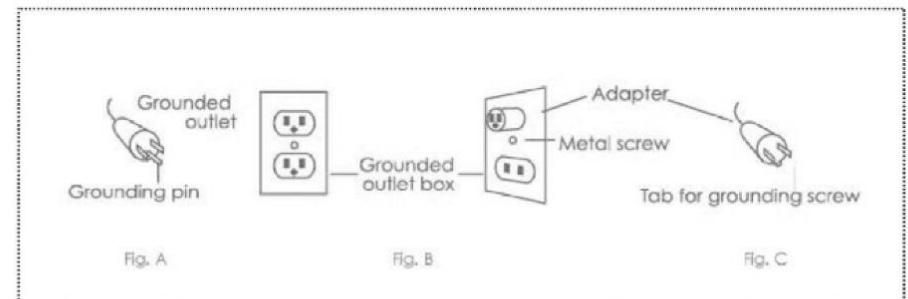 Grounded
outlet
Grounding pin
Grounded
outlet box
Adapter
Metal screw
Tab for grounding screw
Fig. A
Fig. B
Fig. C